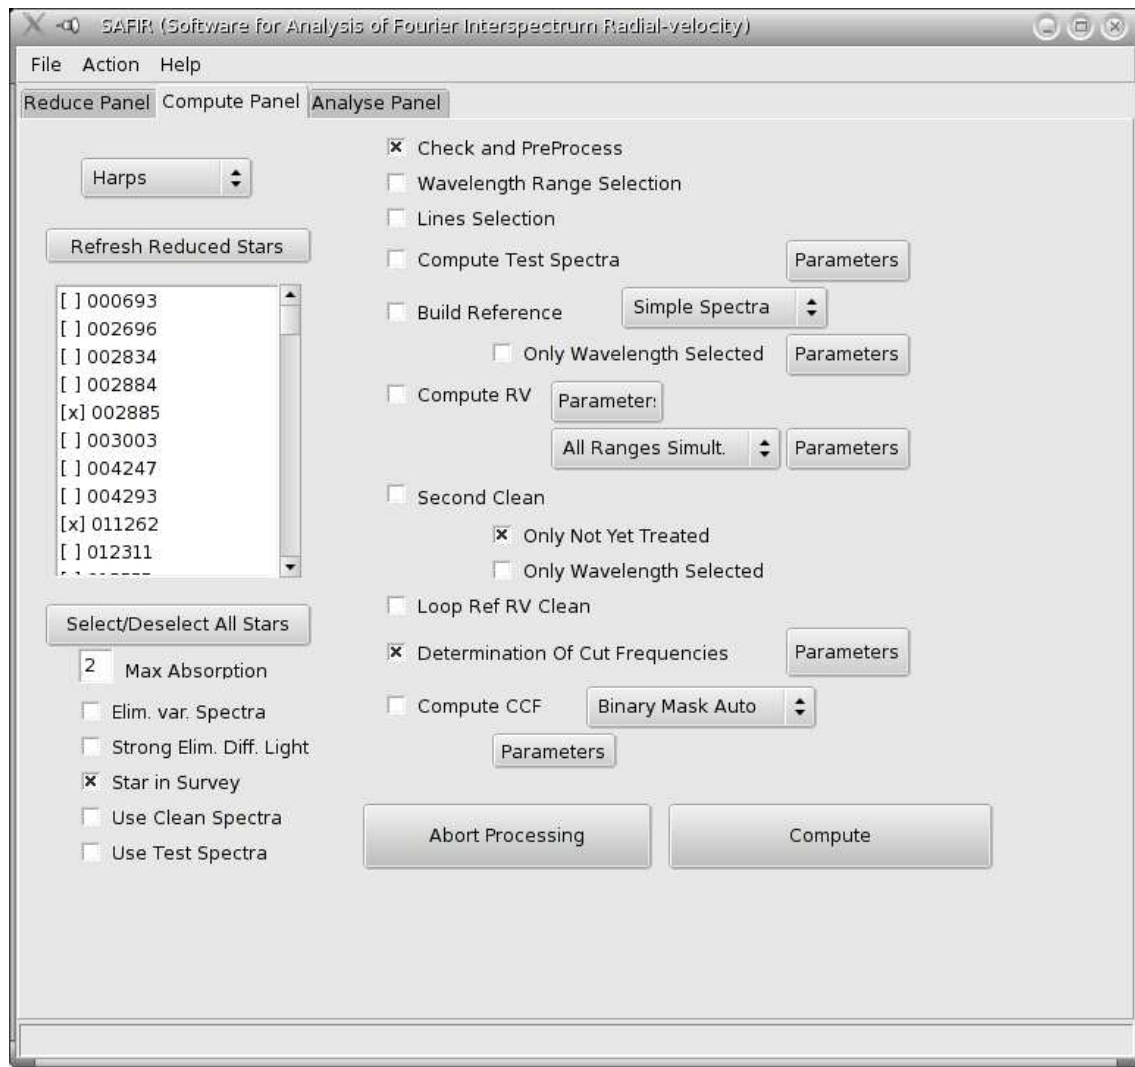 SAFIR (Software for Analysis of Fourier Interspectrum Radial-velocity)
File Action Help
Reduce Panel Compute Panel Analyse Panel
Harps
Refresh Reduced Stars
[ ] 000693
[ ] 002696
[ ] 002834
[ ] 002884
[x] 002885
[ ] 003003
[ ] 004247
[ ] 004293
[x] 011262
[ ] 012311
Select/Deselect All Stars
2 Max Absorption
Elim. var. Spectra
Strong Elim. Diff. Light
Star in Survey
Use Clean Spectra
Use Test Spectra
Check and PreProcess
Wavelength Range Selection
Lines Selection
Compute Test Spectra Parameters
Build Reference Simple Spectra
Only Wavelength Selected Parameters
Compute RV Parameter
All Ranges Simult. Parameters
Second Clean
Only Not Yet Treated
Only Wavelength Selected
Loop Ref RV Clean
Determination Of Cut Frequencies Parameters
Compute CCF Binary Mask Auto
Parameters
Abort Processing Compute